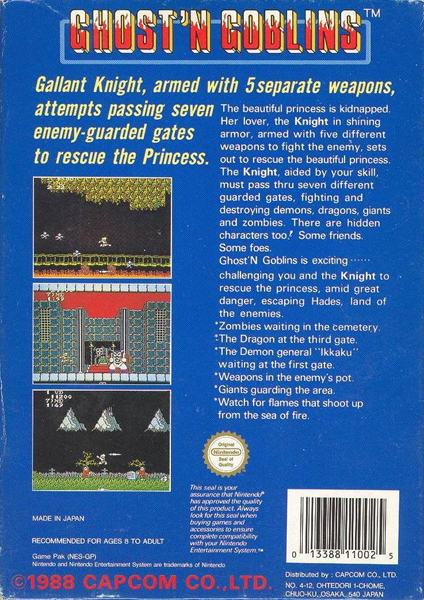 GHOST'N GOBLINS™
Gallant Knight, armed with 5 separate weapons,
attempts passing seven
enemy-guarded gates
to rescue the Princess.
The beautiful princess is kidnapped.
Her lover, the Knight in shining
armor, armed with five different
weapons to fight the enemy, sets
out to rescue the beautiful princess.
The Knight, aided by your skill,
must pass thru seven different
guarded gates, fighting and
destroying demons, dragons, giants
and zombies. There are hidden
characters too! Some friends.
Some foes.
Ghost'N Goblins is exciting ······
challenging you and the Knight to
rescue the princess, amid great
danger, escaping Hades, land of
the enemies.
*Zombies waiting in the cemetery.
*The Dragon at the third gate.
*The Demon general "Ikkaku"
waiting at the first gate.
*Weapons in the enemy's pot.
*Giants guarding the area.
*Watch for flames that shoot up
from the sea of fire.
Original
Nintendo
Seal of
Quality
This seal is your
assurance that Nintendo®
has approved the quality
of this product. Always
look for this seal when
buying games and
accessories to ensure
complete compatibility
with your Nintendo
Entertainment System.™
MADE IN JAPAN
RECOMMENDED FOR AGES 8 TO ADULT
Game Pak (NES-GP)
Nintendo and Nintendo Entertainment System are trademarks of Nintendo
©1988 CAPCOM CO., LTD.
0 13388 11002 5
Distributed by : CAPCOM CO., LTD.
NO. 4-12, OHTEDORI 1-CHOME,
CHUO-KU, OSAKA, 540 JAPAN